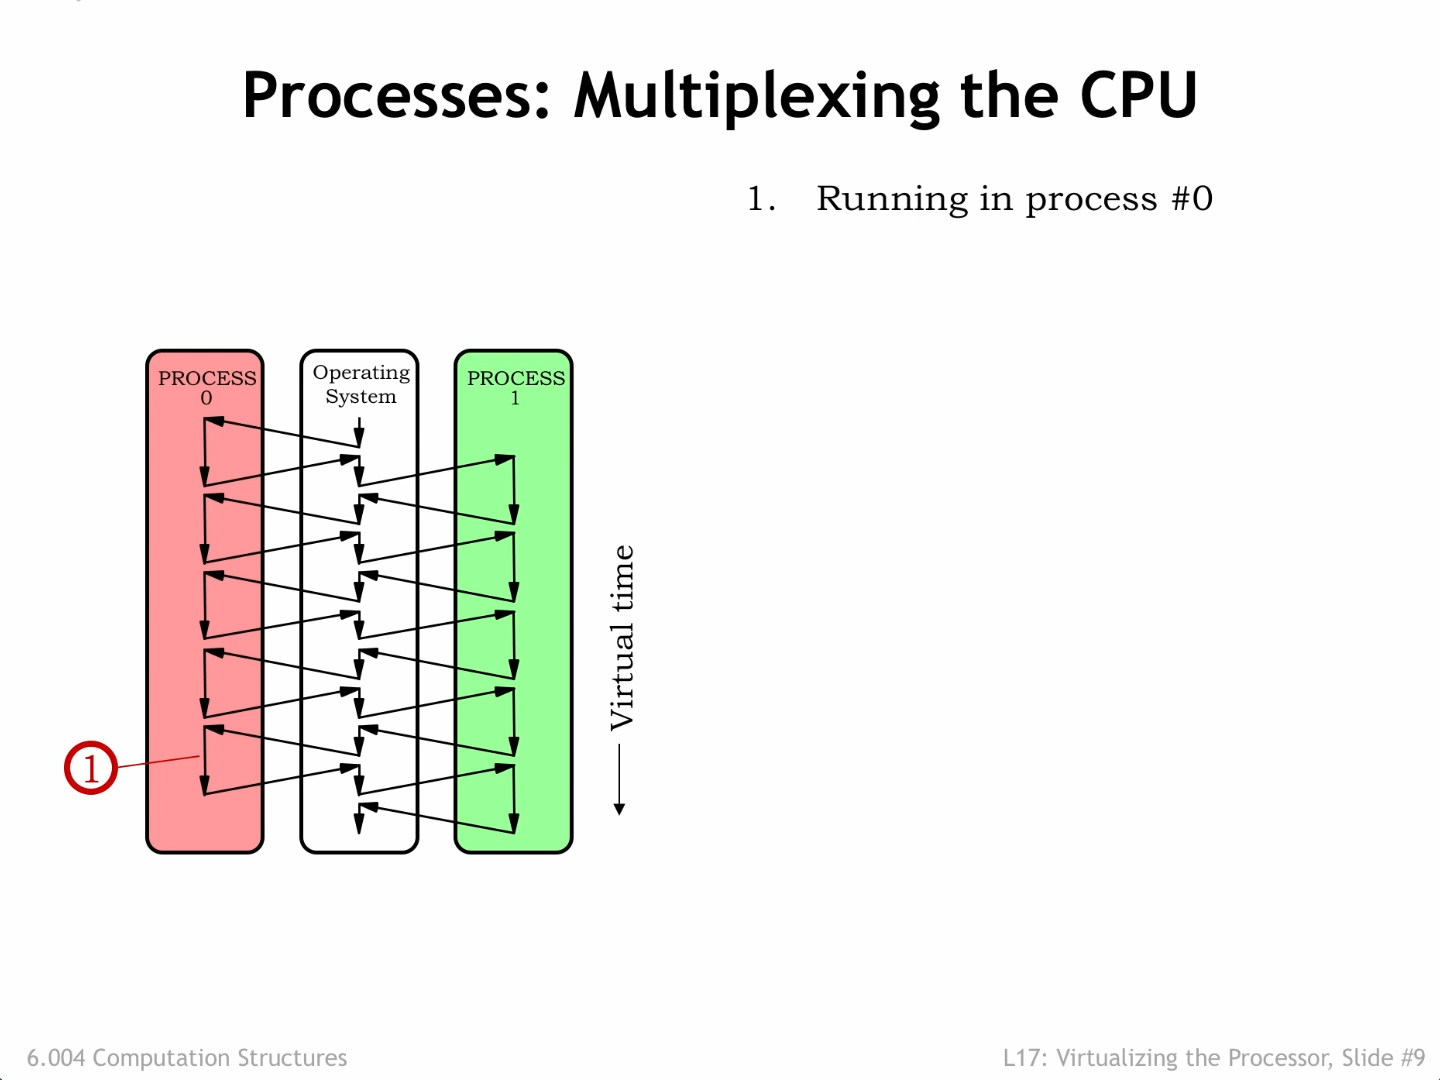 Processes: Multiplexing the CPU
1. Running in process #0
PROCESS
0
Operating
System
PROCESS
1
Virtual time
1
6.004 Computation Structures
L17: Virtualizing the Processor, Slide #9